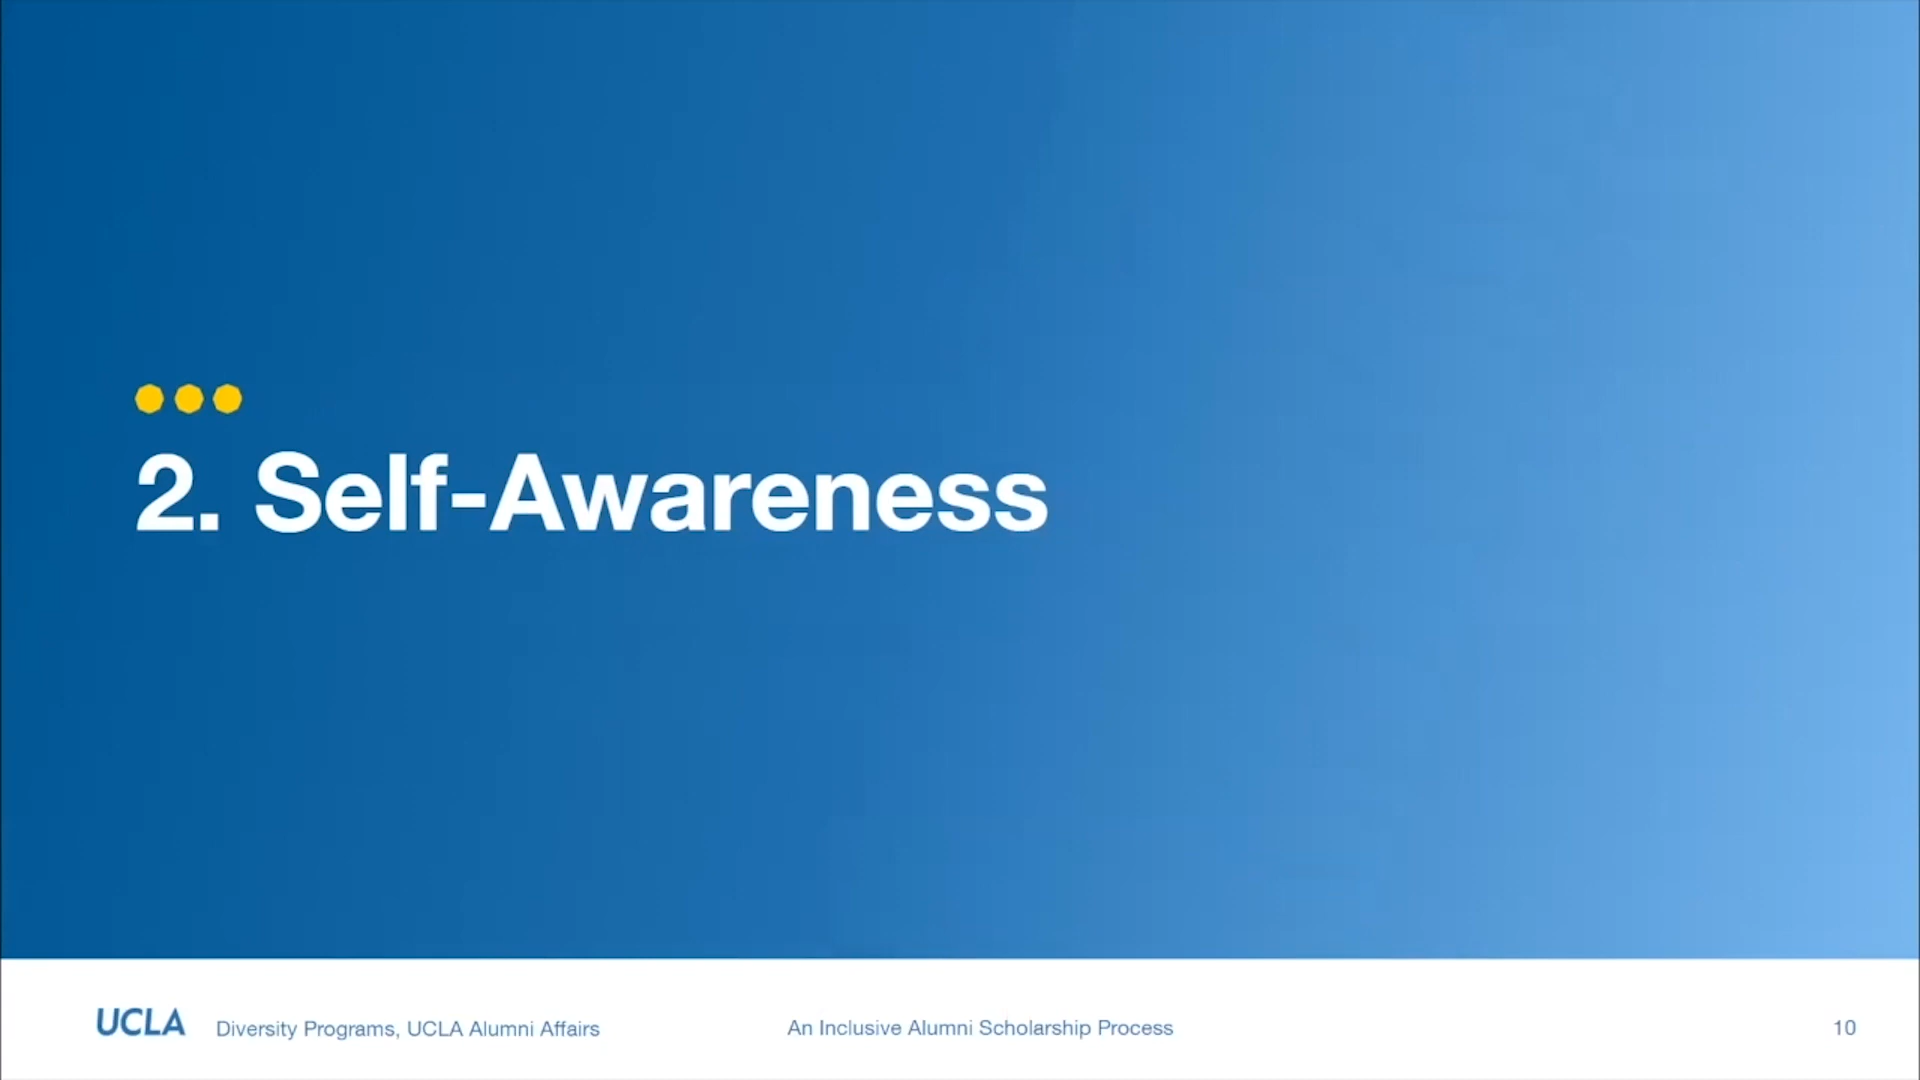 2. Self-Awareness
UCLA Diversity Programs, UCLA Alumni Affairs An Inclusive Alumni Scholarship Process 10